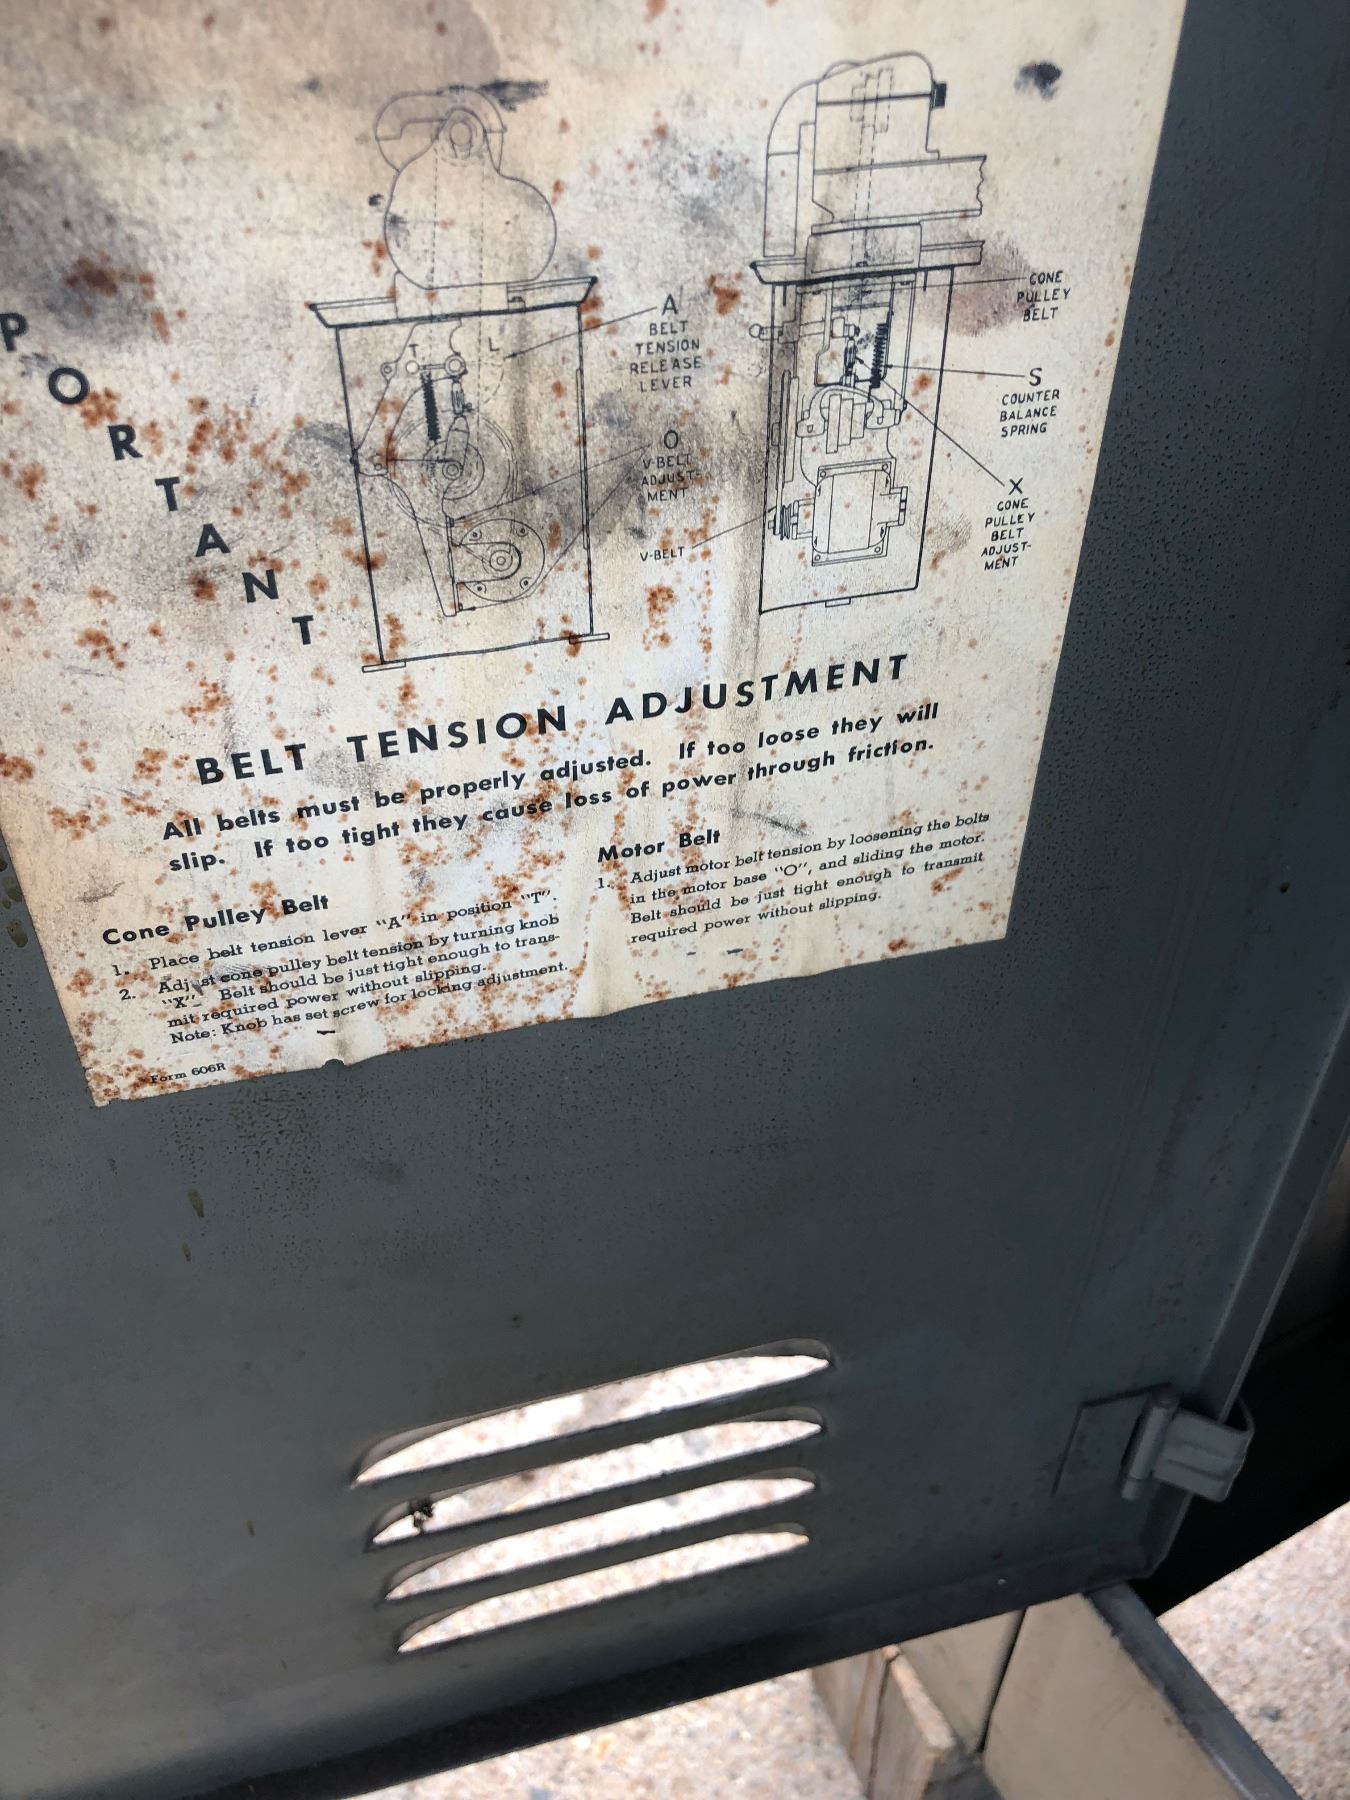 PORTANT
T
L
A
BELT
TENSION
RELEASE
LEVER
O
V-BELT
ADJUST-
MENT
V-BELT
CONE
PULLEY
BELT
S
COUNTER
BALANCE
SPRING
X
CONE
PULLEY
BELT
ADJUST-
MENT
BELT TENSION ADJUSTMENT
All belts must be properly adjusted. If too loose they will
slip. If too tight they cause loss of power through friction.
Cone Pulley Belt
1. Place belt tension lever "A" in position "T".
2. Adjust cone pulley belt tension by turning knob
"X". Belt should be just tight enough to trans-
mit required power without slipping.
Note: Knob has set screw for locking adjustment.
Motor Belt
1. Adjust motor belt tension by loosening the bolts
in the motor base "O", and sliding the motor.
Belt should be just tight enough to transmit
required power without slipping.
Form 606R